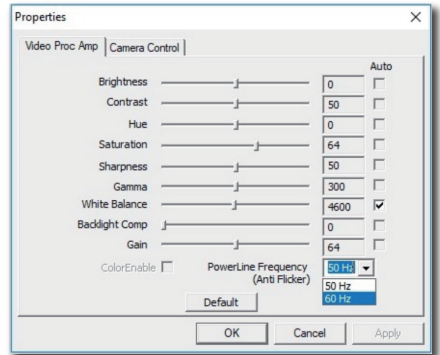 Properties
Video Proc Amp Camera Control
Auto
Brightness 0
Contrast 50
Hue 0
Saturation 64
Sharpness 50
Gamma 300
White Balance 4600
Backlight Comp 0
Gain 64
ColorEnable PowerLine Frequency 50 Hz
(Anti Flicker)
50 Hz
60 Hz
Default
OK Cancel Apply